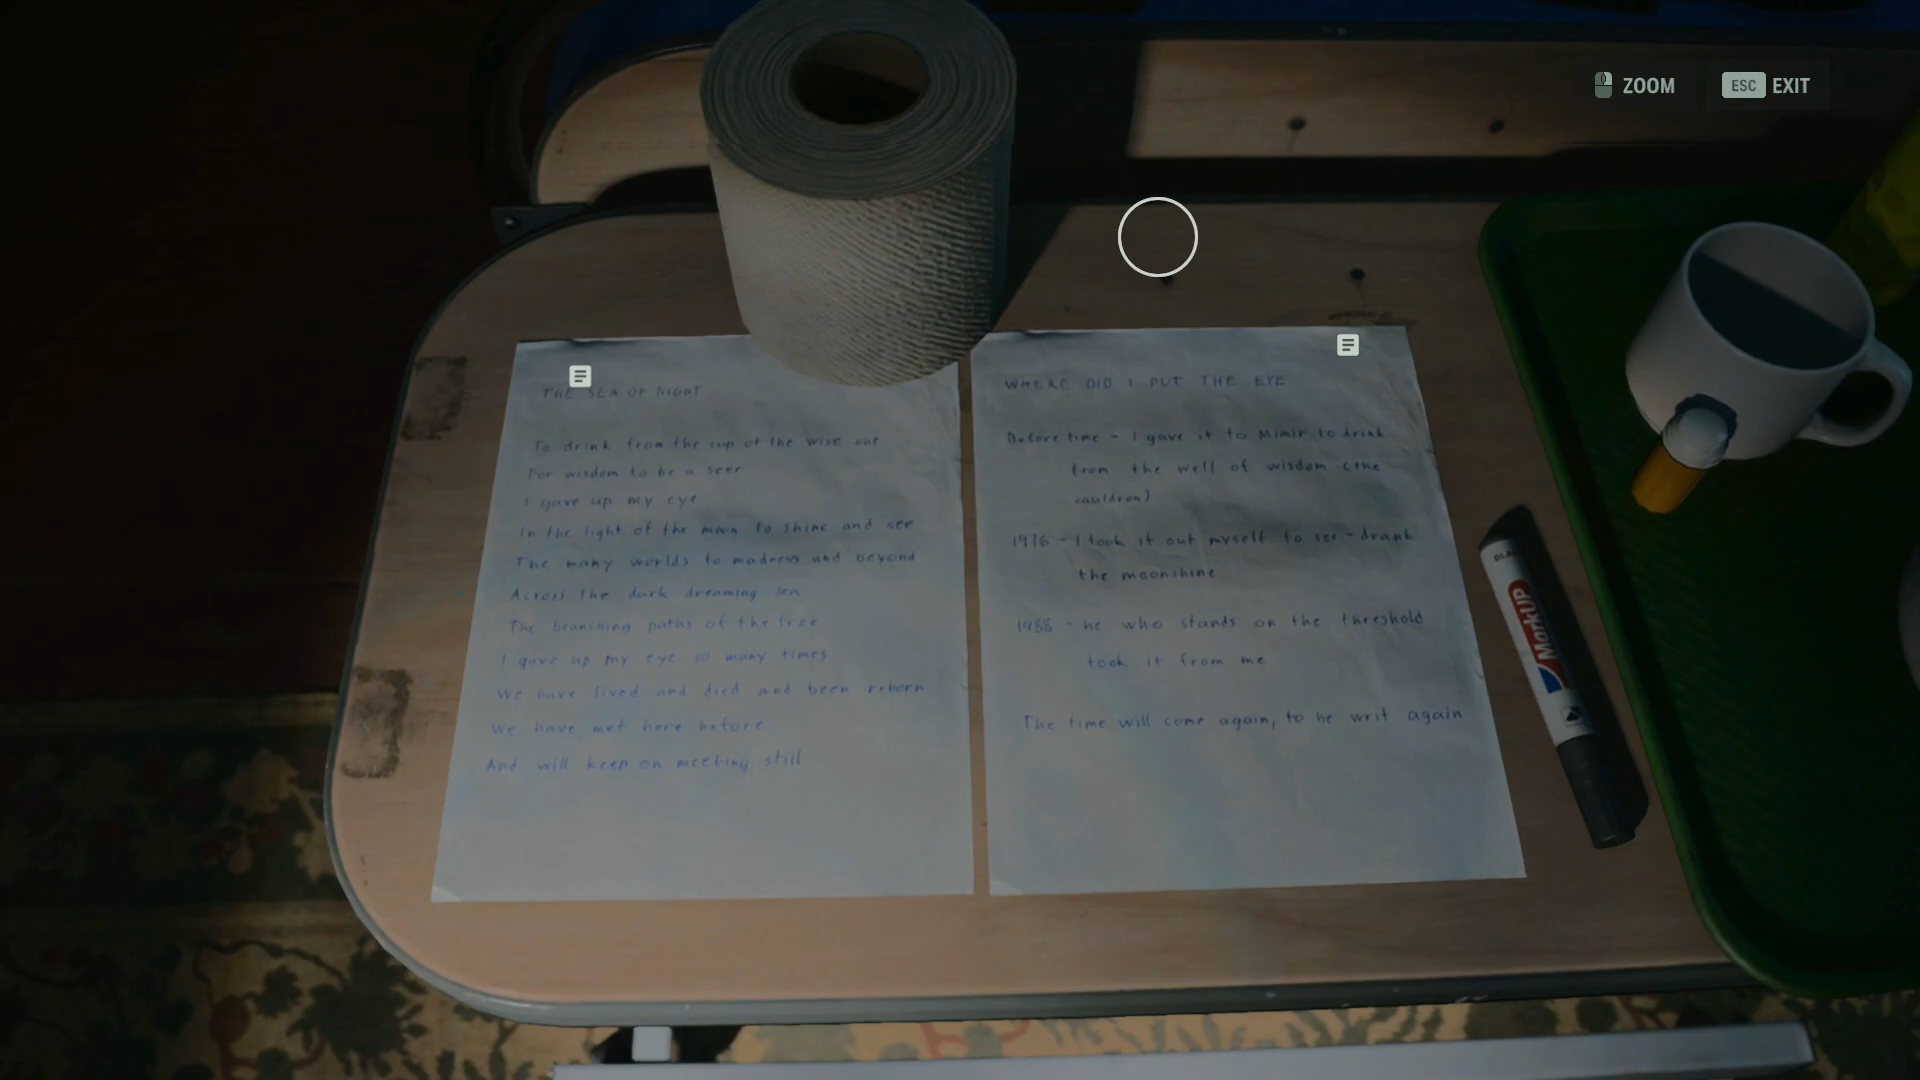 ZOOM
ESC EXIT
THE SEA OF NIGHT
To drink from the cup of the wise one
For wisdom to be a seer
I gave up my eye
In the light of the moon to shine and see
The many worlds to madness and beyond
Across the dark dreaming sea
The branching paths of the tree
I gave up my eye so many times
We have lived and died and been reborn
We have met here before
And will keep on meeting still
WHERE DID I PUT THE EYE
Before time - I gave it to Mimir to drink
from the well of wisdom (the
cauldron)
1976 - I took it out myself to see - drank
the moonshine
1988 - he who stands on the threshold
took it from me
The time will come again, to be writ again
MarkUP